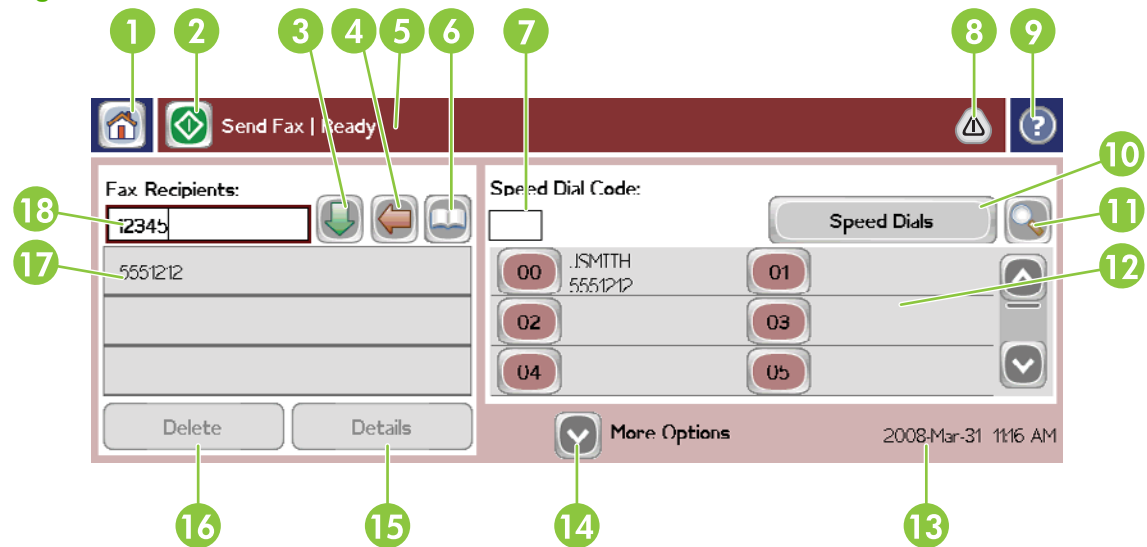 1 2 3 4 5 6 7 8 9
Send Fax | Ready
10
Fax Recipients:
Speed Dial Code:
18
12345
Speed Dials
11
17
5551212
00
JSMITH
5551212
01
12
02
03
04
05
Delete
Details
More Options
2008-Mar-31 11:16 AM
16 15 14 13